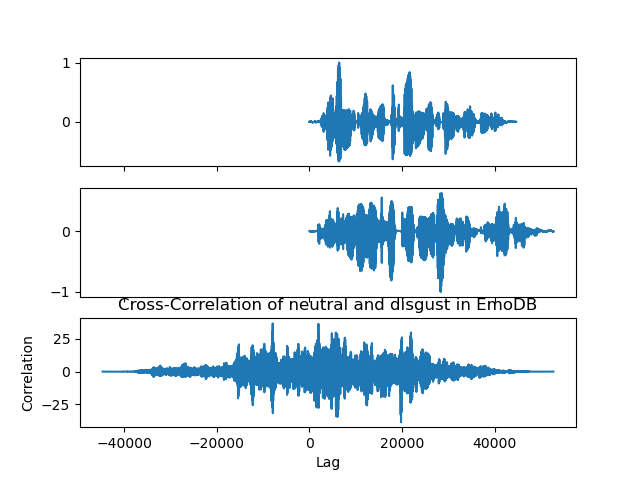 1
0
0
−1
Cross-Correlation of neutral and disgust in EmoDB
25
0
−25
Correlation
−40000 −20000 0 20000 40000
Lag